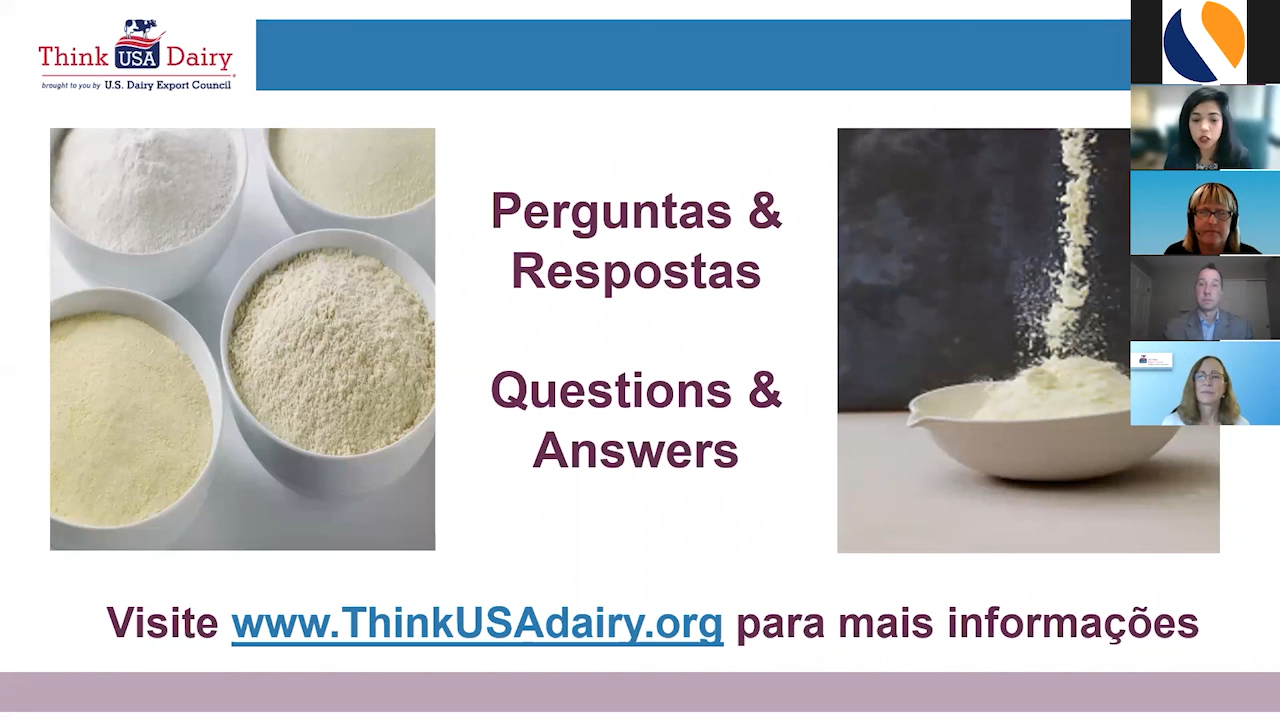 Think USA Dairy
brought to you by U.S. Dairy Export Council
Perguntas &
Respostas
Questions &
Answers
Visite www.ThinkUSAdairy.org para mais informações